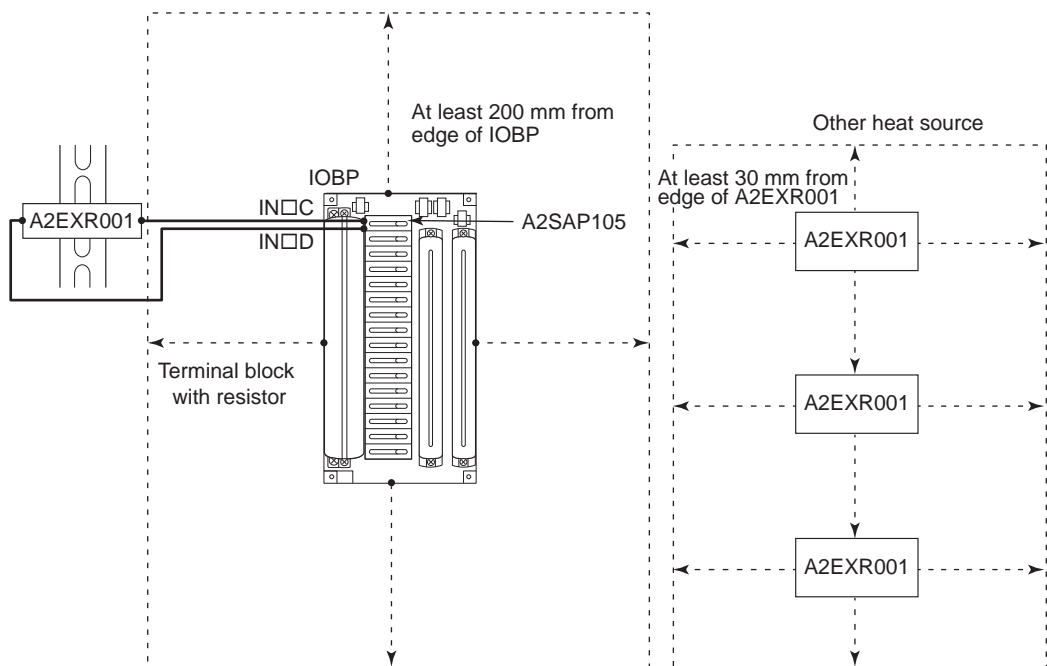 At least 200 mm from
edge of IOBP
Other heat source
IOBP
At least 30 mm from
edge of A2EXR001
IN□C
A2EXR001
A2SAP105
A2EXR001
IN□D
Terminal block
with resistor
A2EXR001
A2EXR001